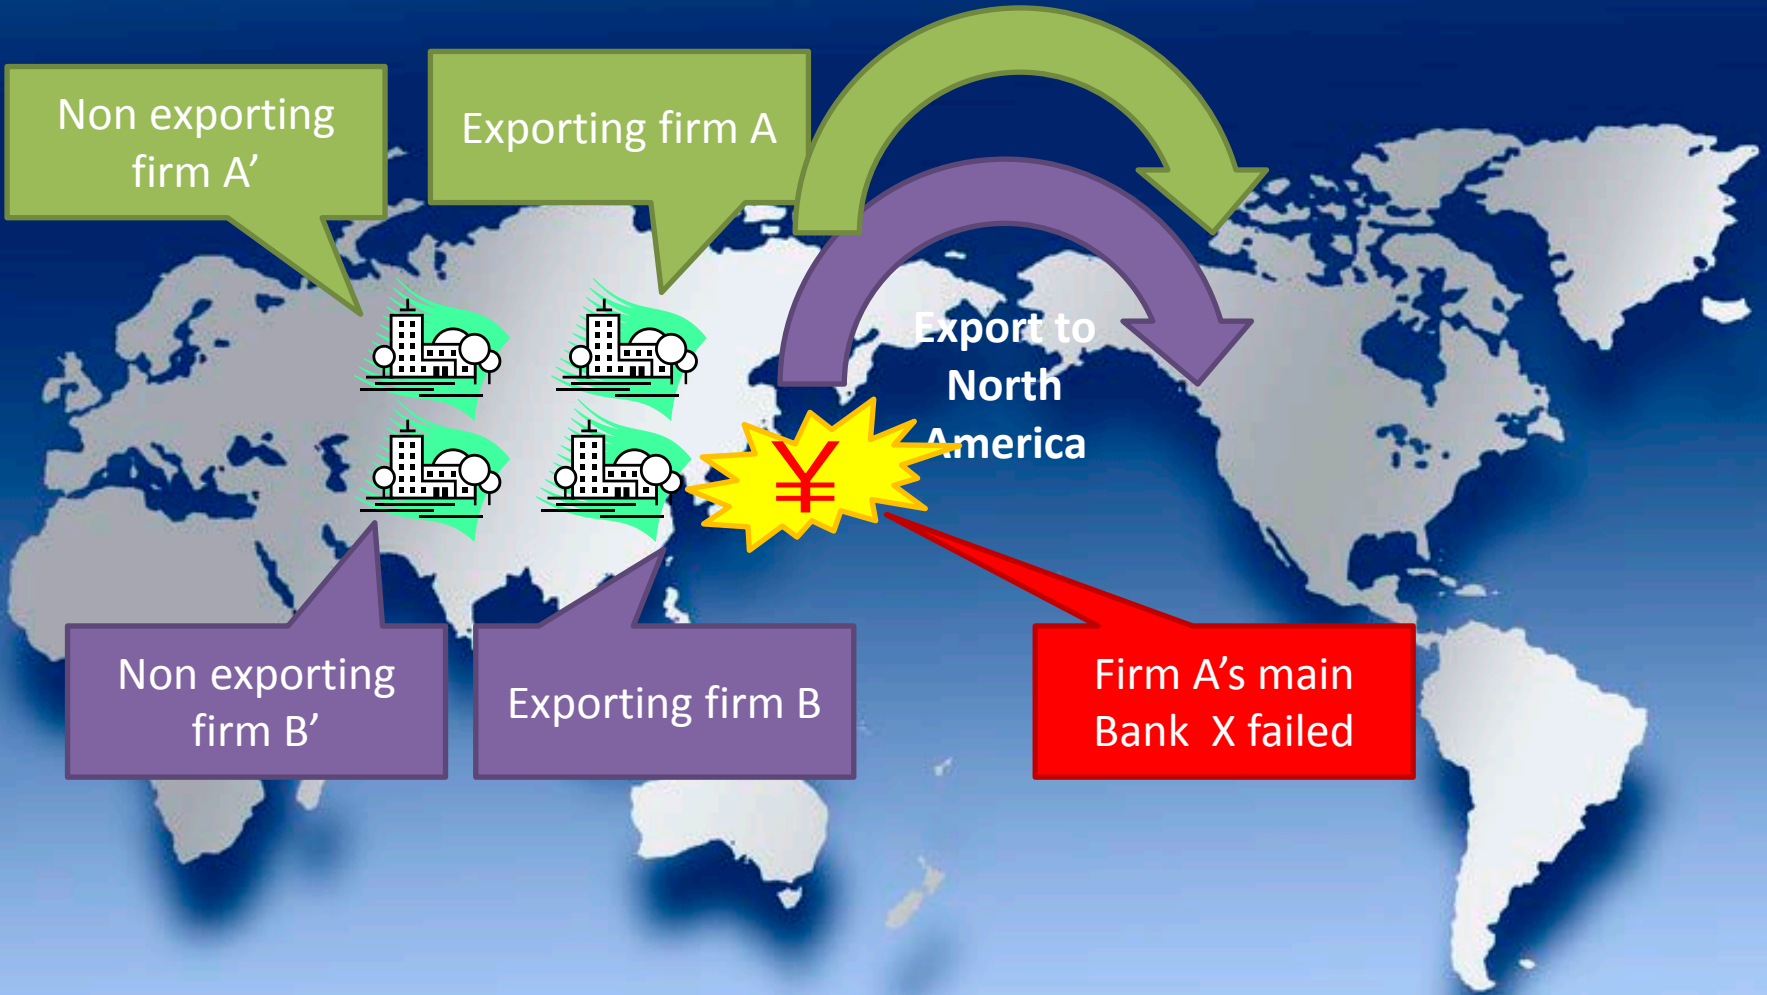 Non exporting
firm A’
Exporting firm A
Export to
North
America
¥
Non exporting
firm B’
Exporting firm B
Firm A’s main
Bank  X failed